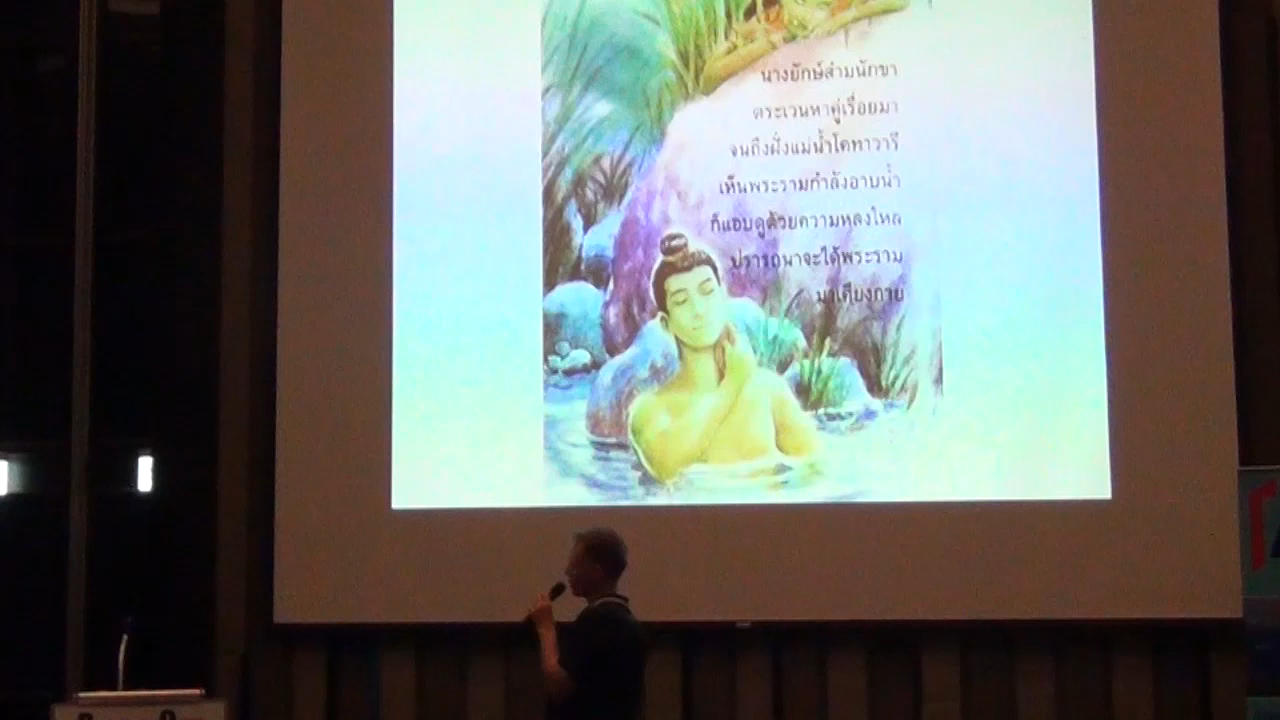 นางยักษ์สำมนักขา
ตระเวนหาคู่เรื่อยมา
จนถึงฝั่งแม่น้ำโคทาวารี
เห็นพระรามกำลังอาบน้ำ
ก็แอบดูด้วยความหลงใหล
ปรารถนาจะได้พระราม
มาเคียงกาย